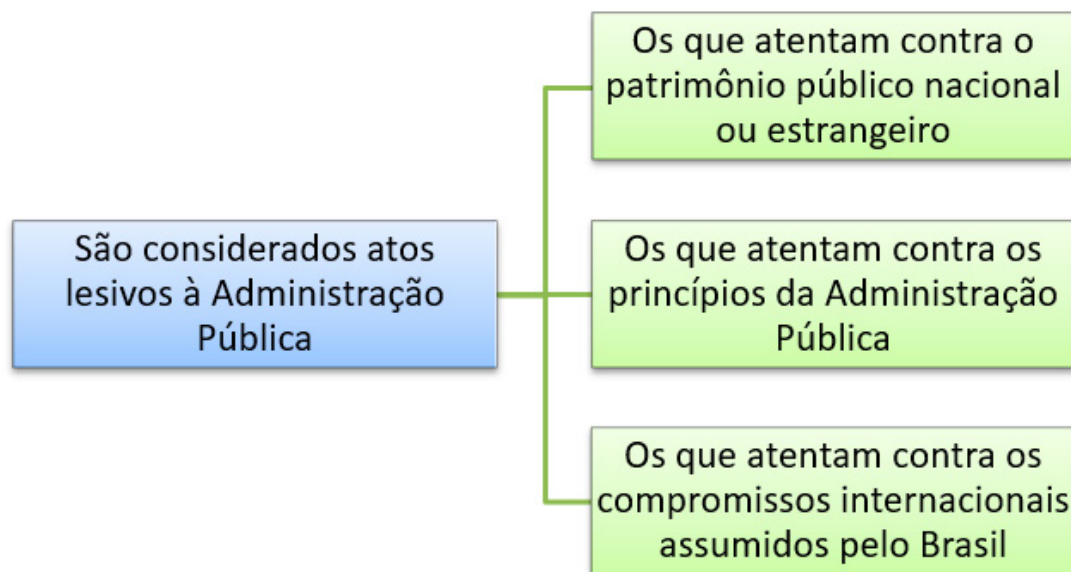 São considerados atos
lesivos à Administração
Pública
Os que atentam contra o
patrimônio público nacional
ou estrangeiro
Os que atentam contra os
princípios da Administração
Pública
Os que atentam contra os
compromissos internacionais
assumidos pelo Brasil